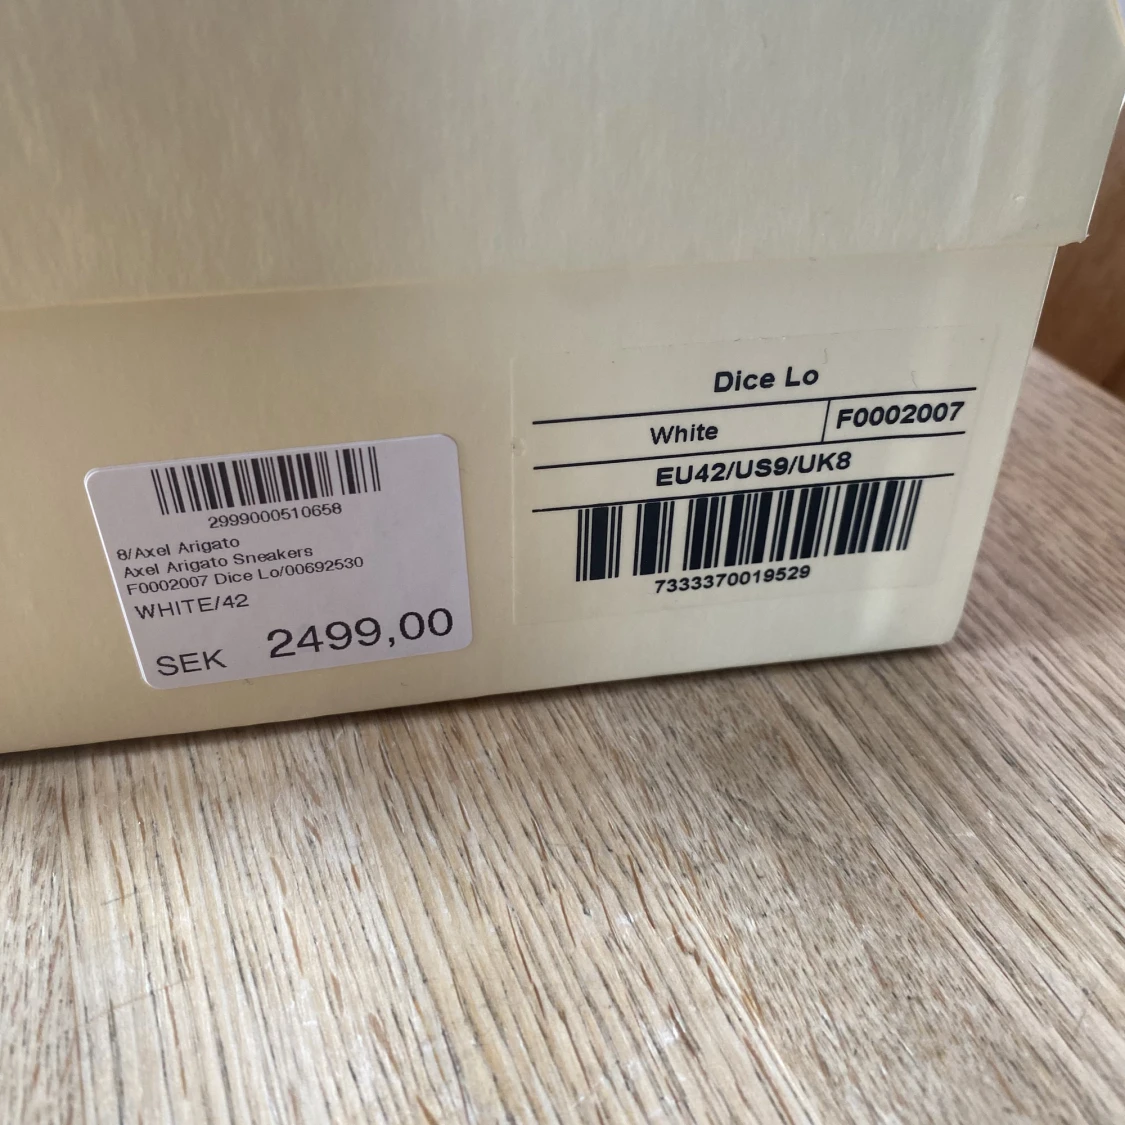 2999000510658
8/Axel Arigato
Axel Arigato Sneakers
F0002007 Dice Lo/00692530
WHITE/42
SEK 2499,00
Dice Lo
White F0002007
EU42/US9/UK8
7333370019529